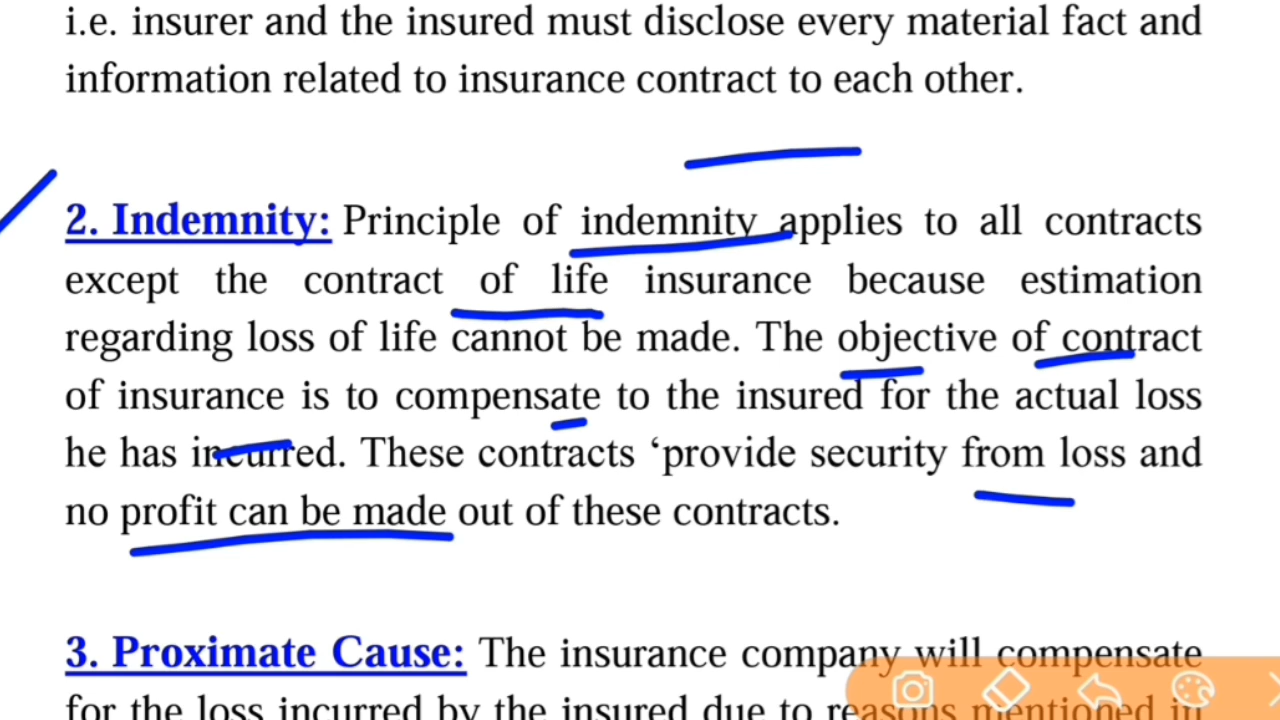 i.e. insurer and the insured must disclose every material fact and
information related to insurance contract to each other.
2. Indemnity: Principle of indemnity applies to all contracts
except the contract of life insurance because estimation
regarding loss of life cannot be made. The objective of contract
of insurance is to compensate to the insured for the actual loss
he has incurred. These contracts ‘provide security from loss and
no profit can be made out of these contracts.
3. Proximate Cause: The insurance company will compensate
for the loss incurred by the insured due to reasons mentioned in